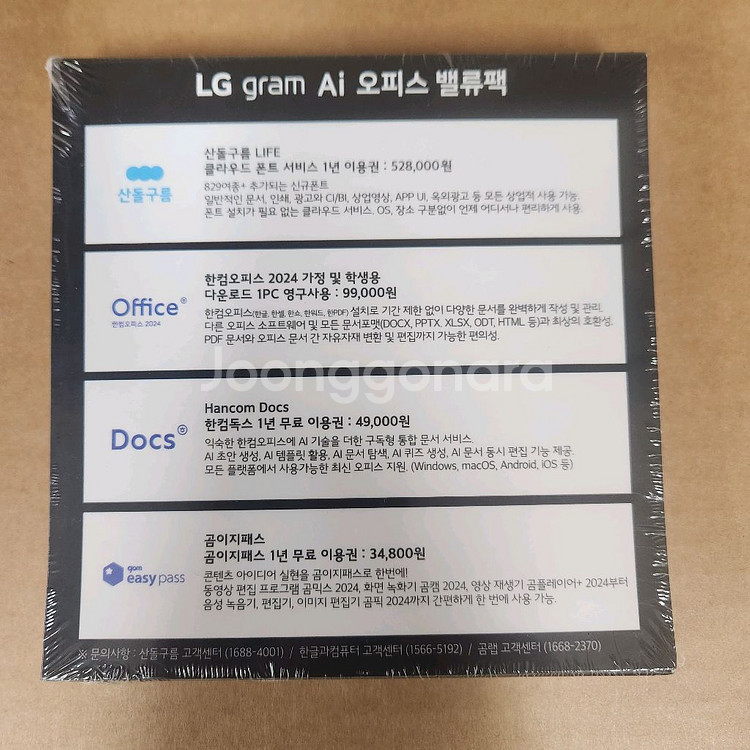 LG gram Ai 오피스 밸류팩
산돌구름
산돌구름 LIFE
클라우드 폰트 서비스 1년 이용권 : 528,000원
829여종+ 추가되는 신규폰트
일반적인 문서, 인쇄, 광고와 CI/BI, 상업영상, APP UI, 옥외광고 등 모든 상업적 사용 가능.
폰트 설치가 필요 없는 클라우드 서비스. OS, 장소 구분없이 언제 어디서나 편리하게 사용.
Office
한컴오피스 2024
한컴오피스 2024 가정 및 학생용
다운로드 1PC 영구사용 : 99,000원
한컴오피스(한글, 한셀, 한쇼, 한워드, 한PDF) 설치로 기간 제한 없이 다양한 문서를 완벽하게 작성 및 관리.
다른 오피스 소프트웨어 및 모든 문서포맷(DOCX, PPTX. XLSX, ODT, HTML 등)과 최상의 호환성.
PDF 문서와 오피스 문서 간 자유자재 변환 및 편집까지 가능한 편의성.
Joonggonara
Docs
Hancom Docs
한컴독스 1년 무료 이용권 : 49,000원
익숙한 한컴오피스에 AI 기술을 더한 구독형 통합 문서 서비스.
AI 초안 생성, AI 템플릿 활용, AI 문서 탐색, AI 퀴즈 생성, AI 문서 동시 편집 기능 제공.
모든 플랫폼에서 사용가능한 최신 오피스 지원. (Windows, macOS, Android, iOS 등)
gom
easy pass
곰이지패스
곰이지패스 1년 무료 이용권 : 34,800원
콘텐츠 아이디어 실현을 곰이지패스로 한번에!
동영상 편집 프로그램 곰믹스 2024, 화면 녹화기 곰캠 2024, 영상 재생기 곰플레이어+ 2024부터
음성 녹음기, 편집기, 이미지 편집기 곰픽 2024까지 간편하게 한 번에 사용 가능.
※ 문의사항 : 산돌구름 고객센터 (1688-4001) / 한글과컴퓨터 고객센터 (1566-5192) / 곰랩 고객센터 (1668-2370)